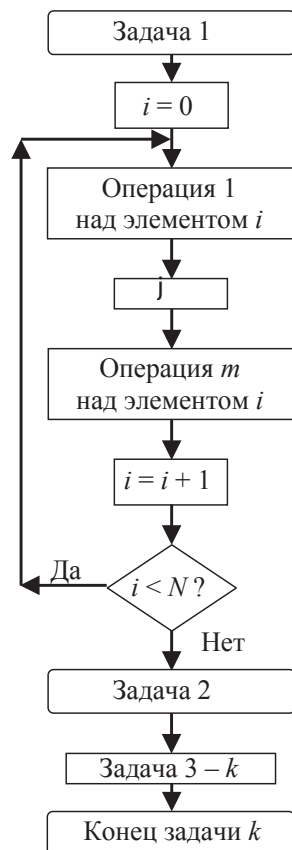 Задача 1
i = 0
Операция 1
над элементом i
j
Операция m
над элементом i
i = i + 1
Да
i < N ?
Нет
Задача 2
Задача 3 – k
Конец задачи k